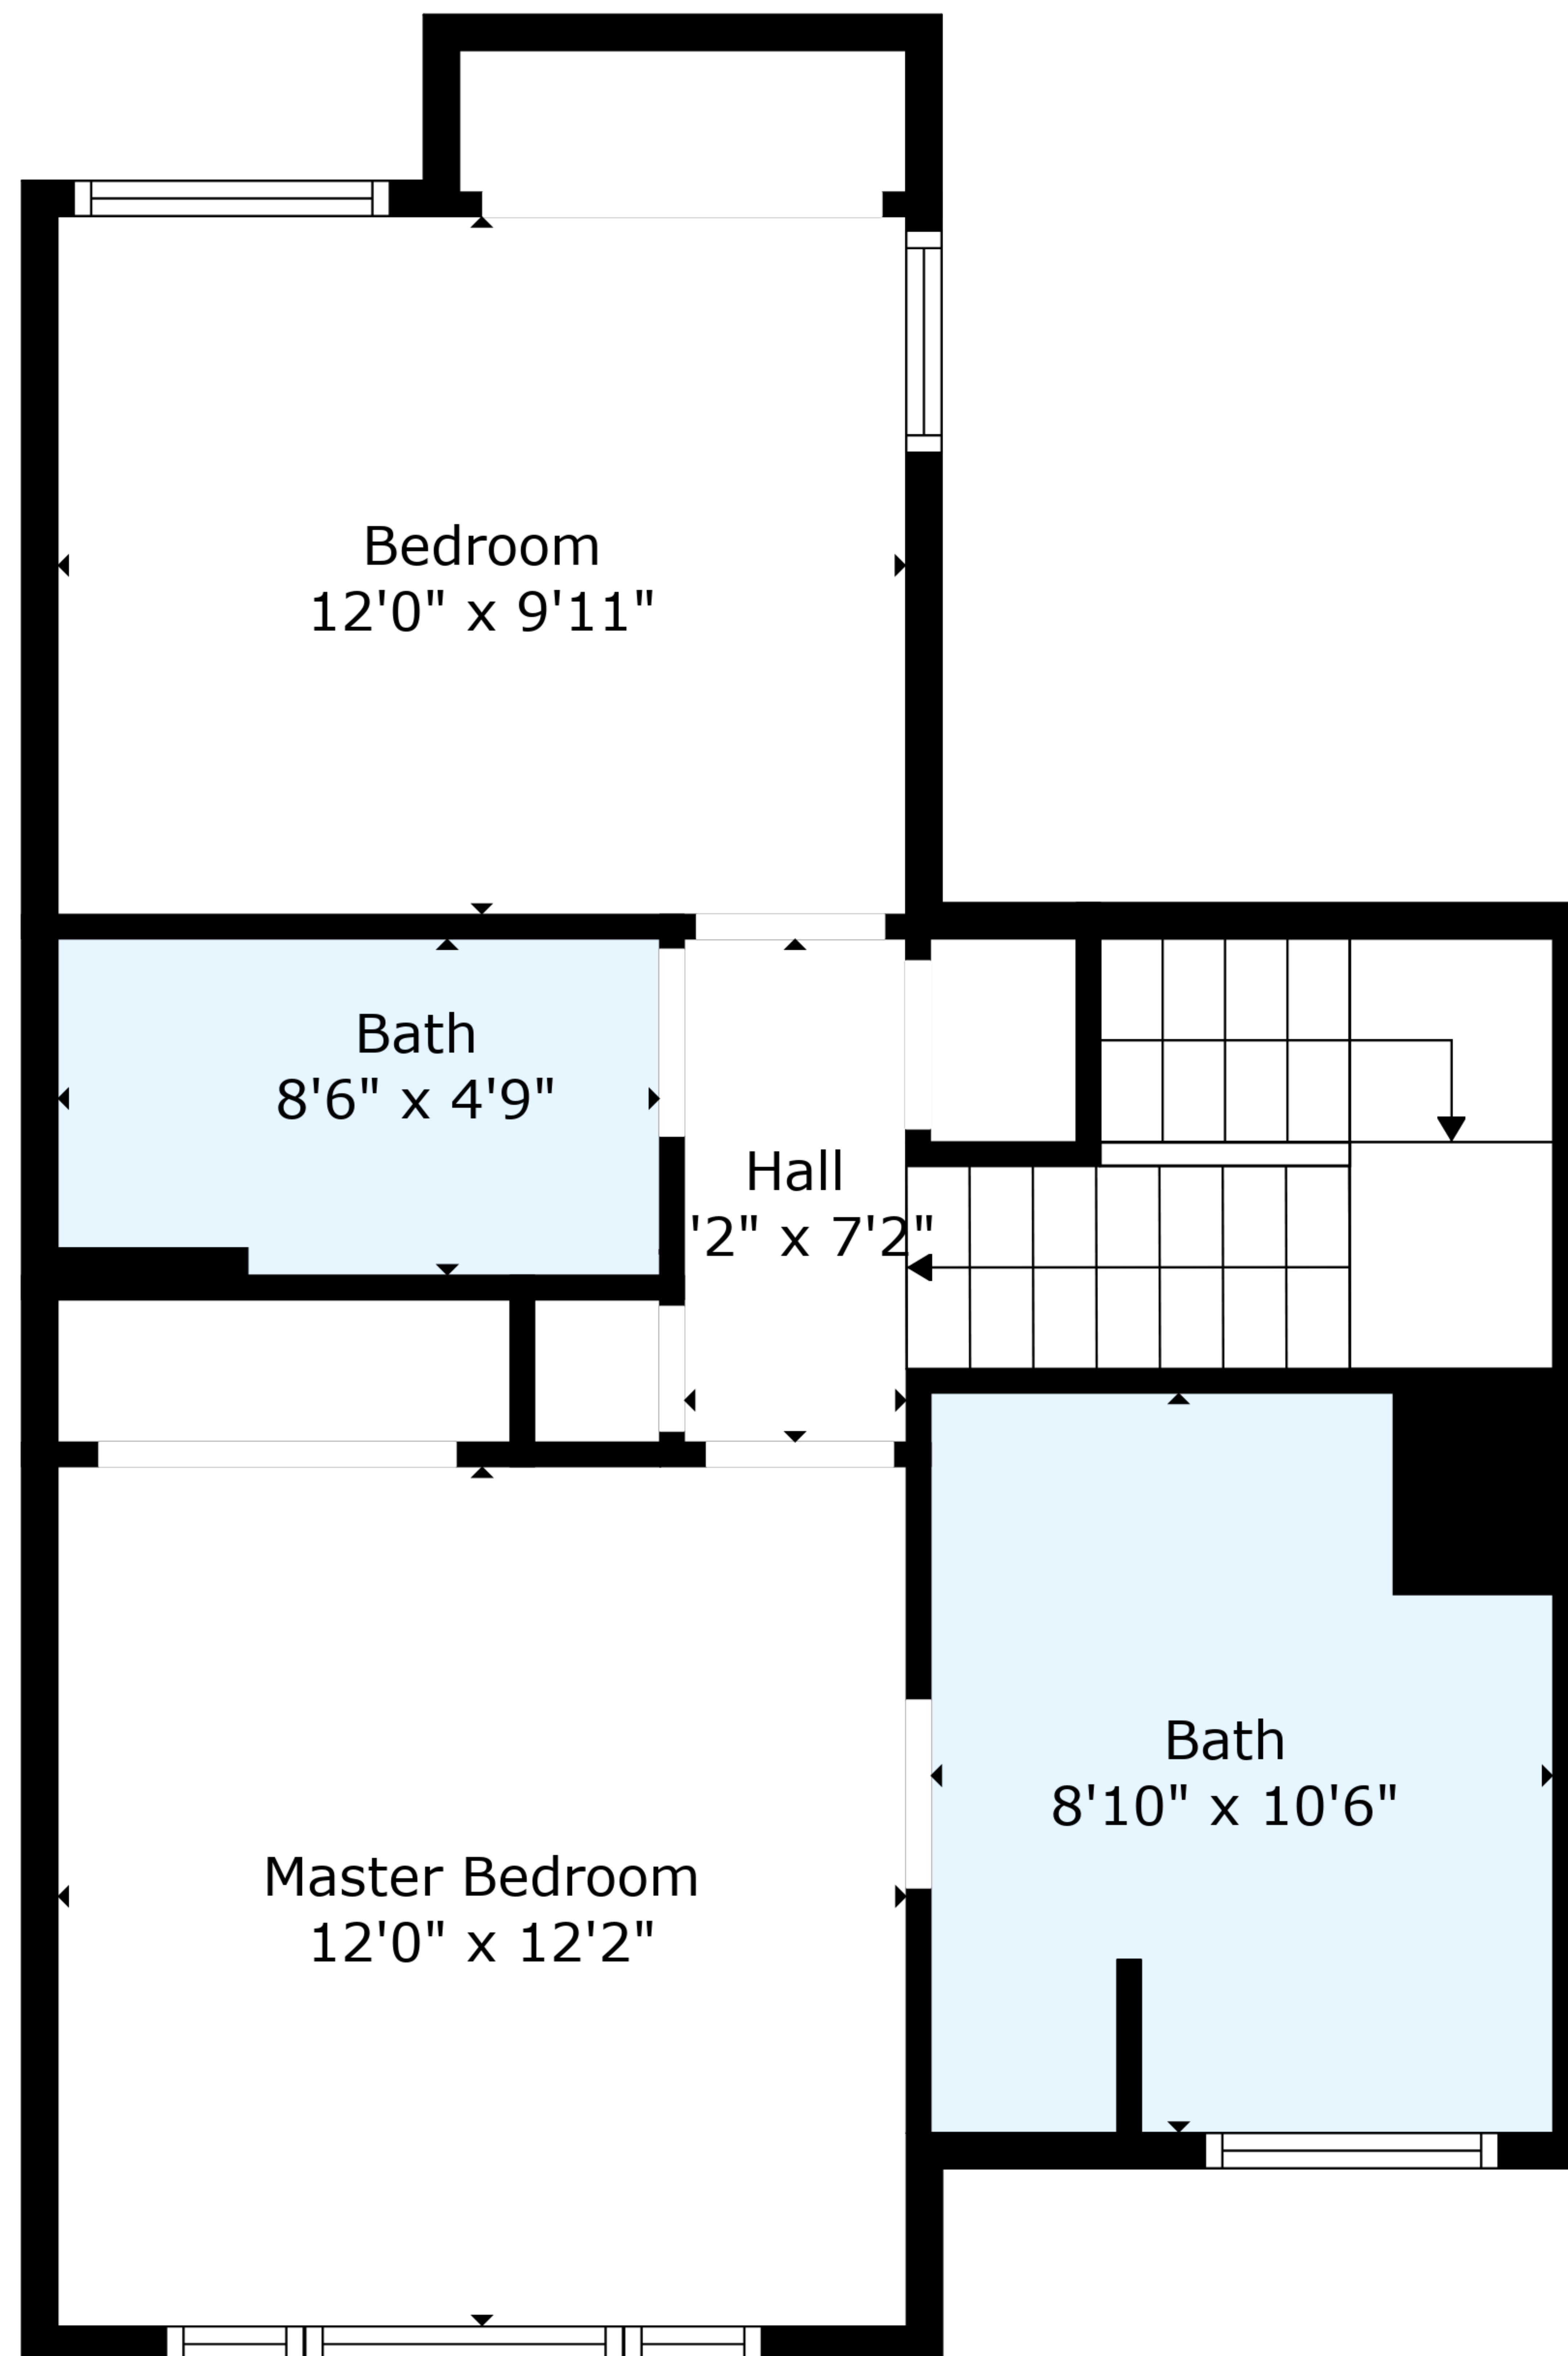 Bedroom
12'0" x 9'11"
Bath
8'6" x 4'9"
Hall
'2" x 7'2"
Bath
8'10" x 10'6"
Master Bedroom
12'0" x 12'2"